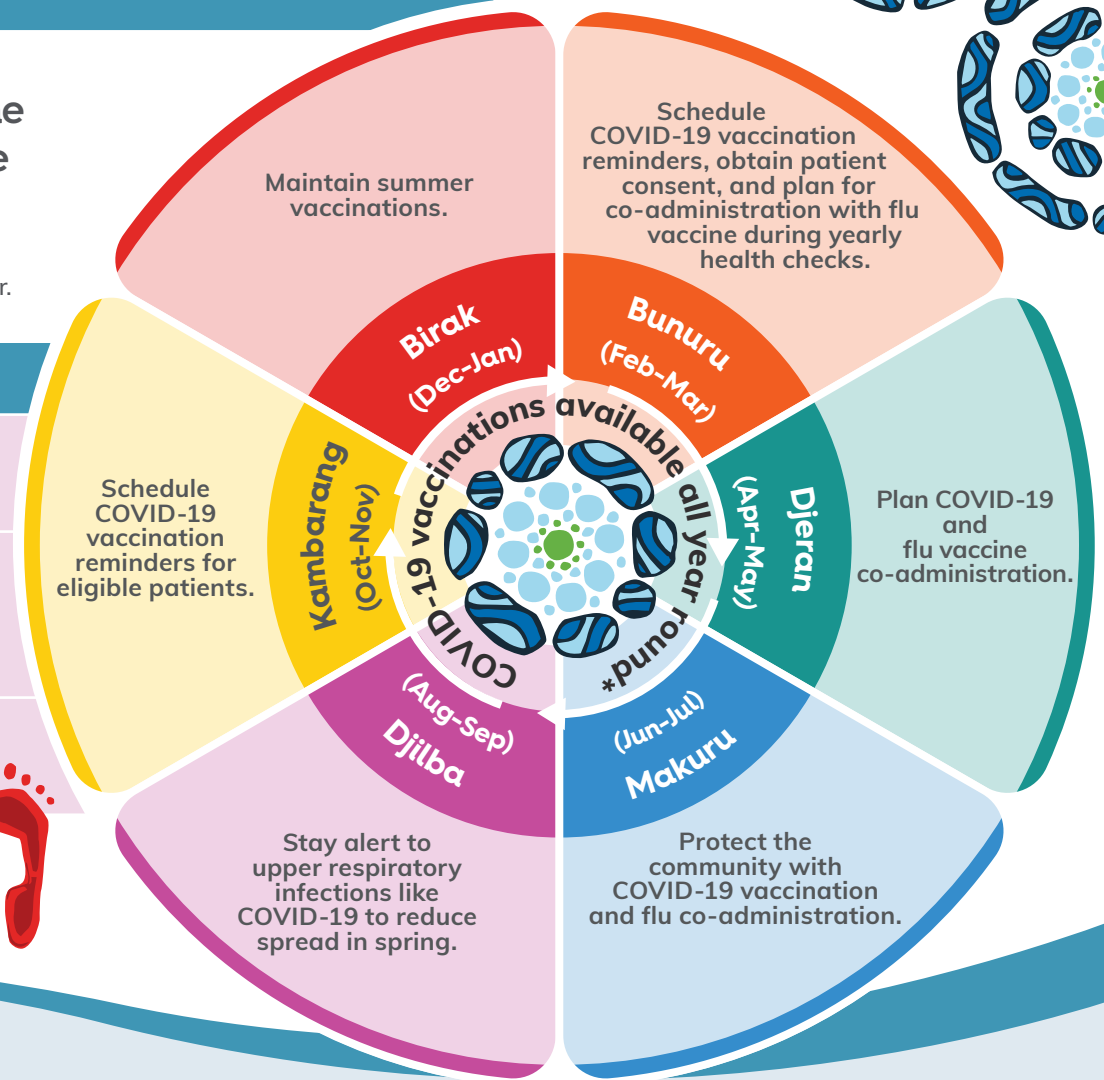 Maintain summer
vaccinations.
Birak
(Dec-Jan)
Schedule
COVID-19 vaccination
reminders, obtain patient
consent, and plan for
co-administration with flu
vaccine during yearly
health checks.
Bunuru
(Feb-Mar)
Plan COVID-19
and
flu vaccine
co-administration.
Djeran
(Apr-May)
Protect the
community with
COVID-19 vaccination
and flu co-administration.
(Jun-Jul)
Makuru
Stay alert to
upper respiratory
infections like
COVID-19 to reduce
spread in spring.
(Aug-Sep)
Djilba
Schedule
COVID-19
vaccination
reminders for
eligible patients.
Kambarang
(Oct-Nov)
COVID-19 vaccinations available all year round*